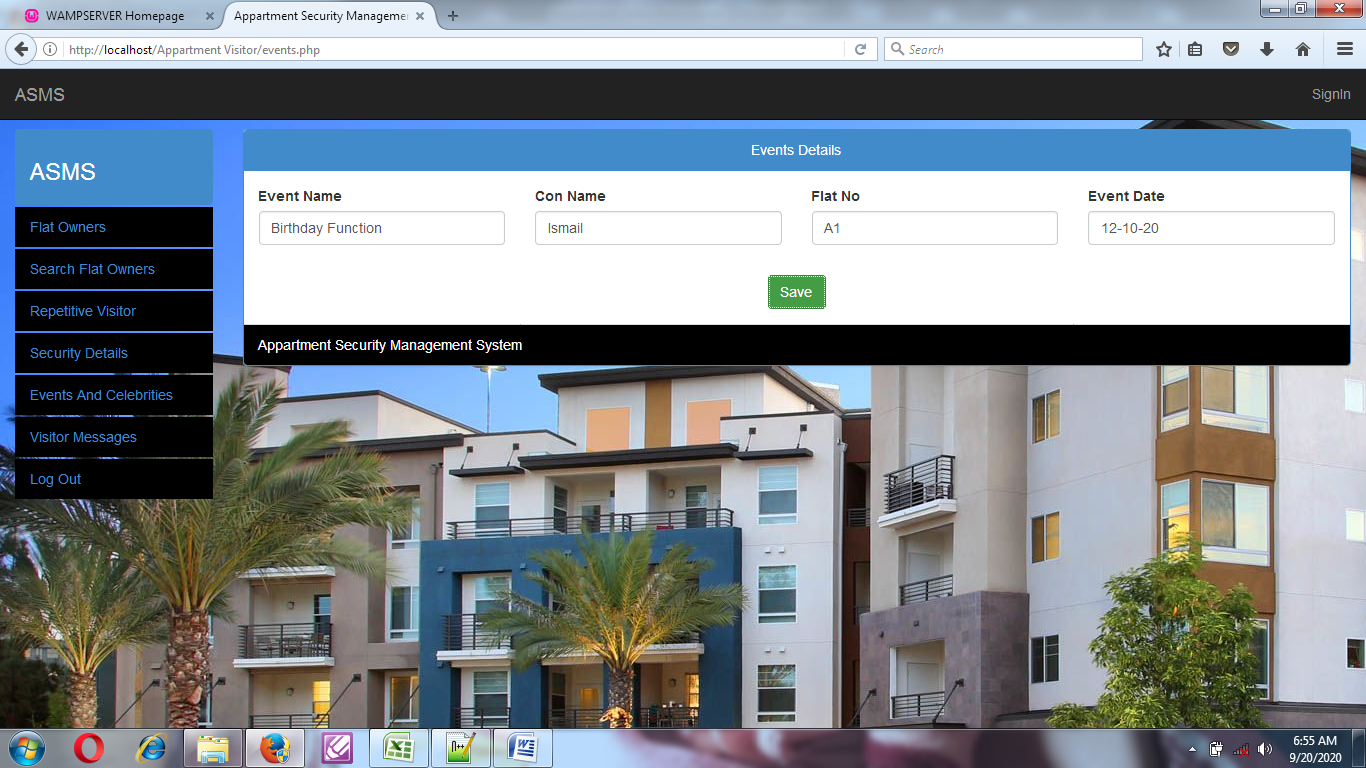 WAMPSERVER Homepage
Appartment Security Managemen
http://localhost/Appartment Visitor/events.php
Search
ASMS
SignIn
ASMS
Flat Owners
Search Flat Owners
Repetitive Visitor
Security Details
Events And Celebrities
Visitor Messages
Log Out
Events Details
Event Name
Con Name
Flat No
Event Date
Birthday Function
Ismail
A1
12-10-20
Save
Appartment Security Management System
6:55 AM
9/20/2020